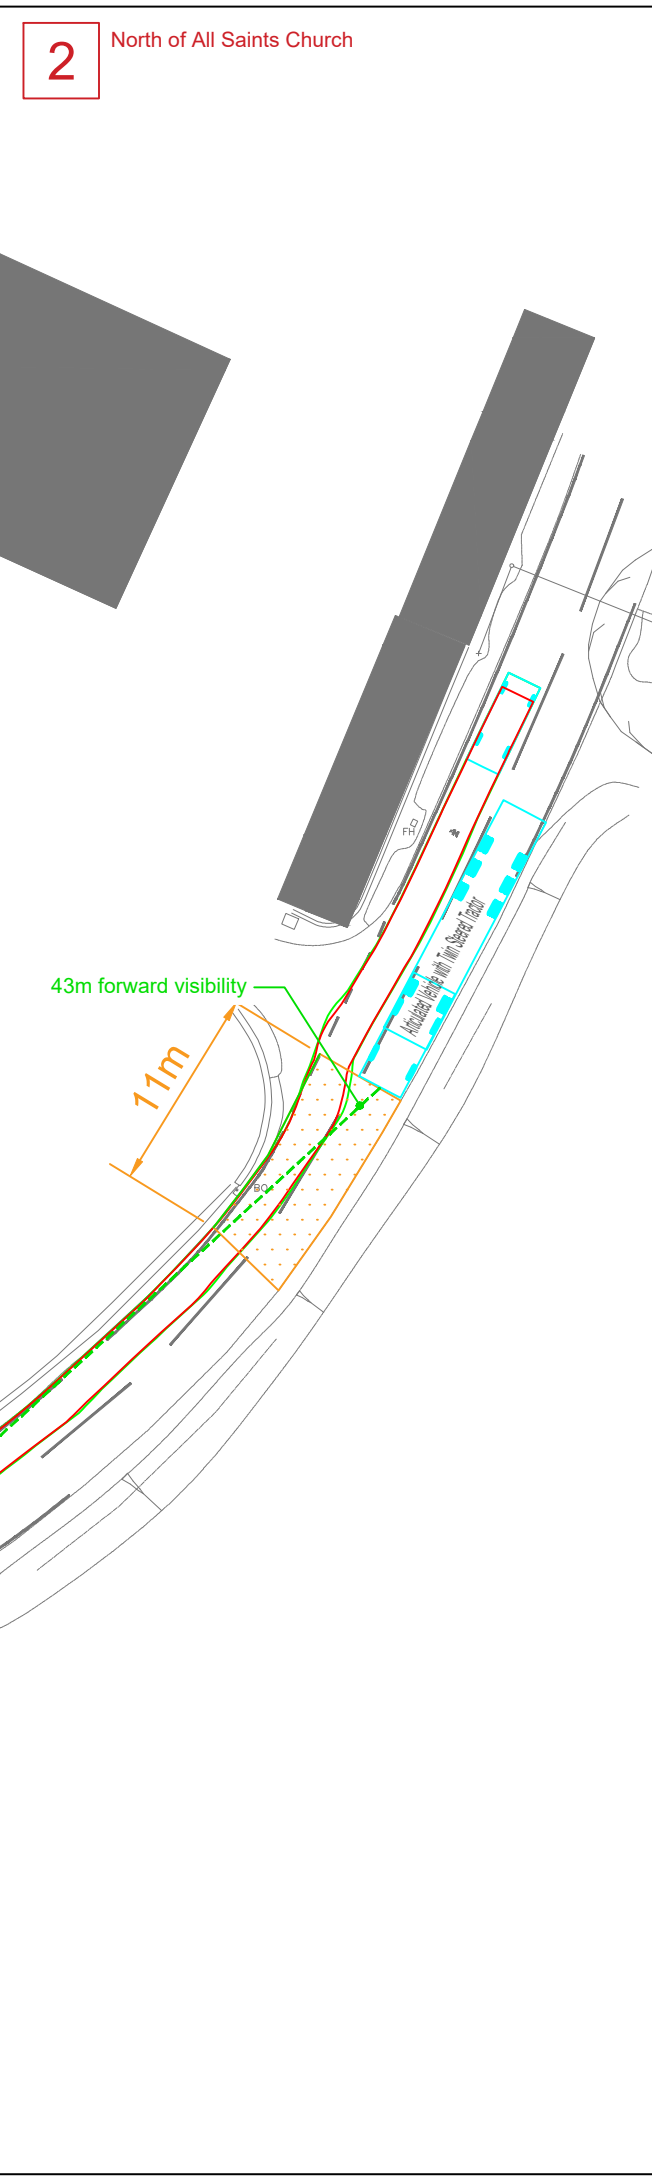 2
North of All Saints Church
FH
Articulated Vehicle with Twin Steered Tractor
43m forward visibility
11m
BO